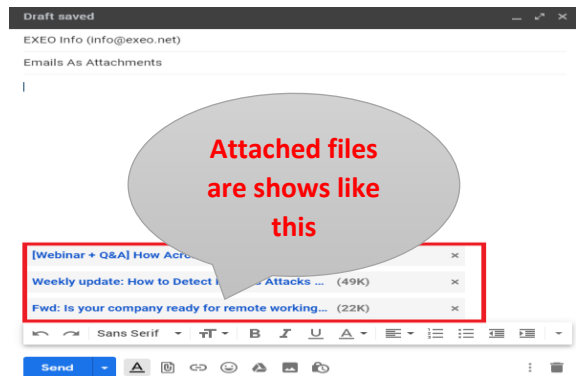 Draft saved
EXEO Info (info@exeo.net)
Emails As Attachments
Attached files
are shows like
this
[Webinar + Q&A] How Acro
Weekly update: How to Detect Attacks ... (49K)
Fwd: Is your company ready for remote working... (22K)
Sans Serif
B I U A
Send A